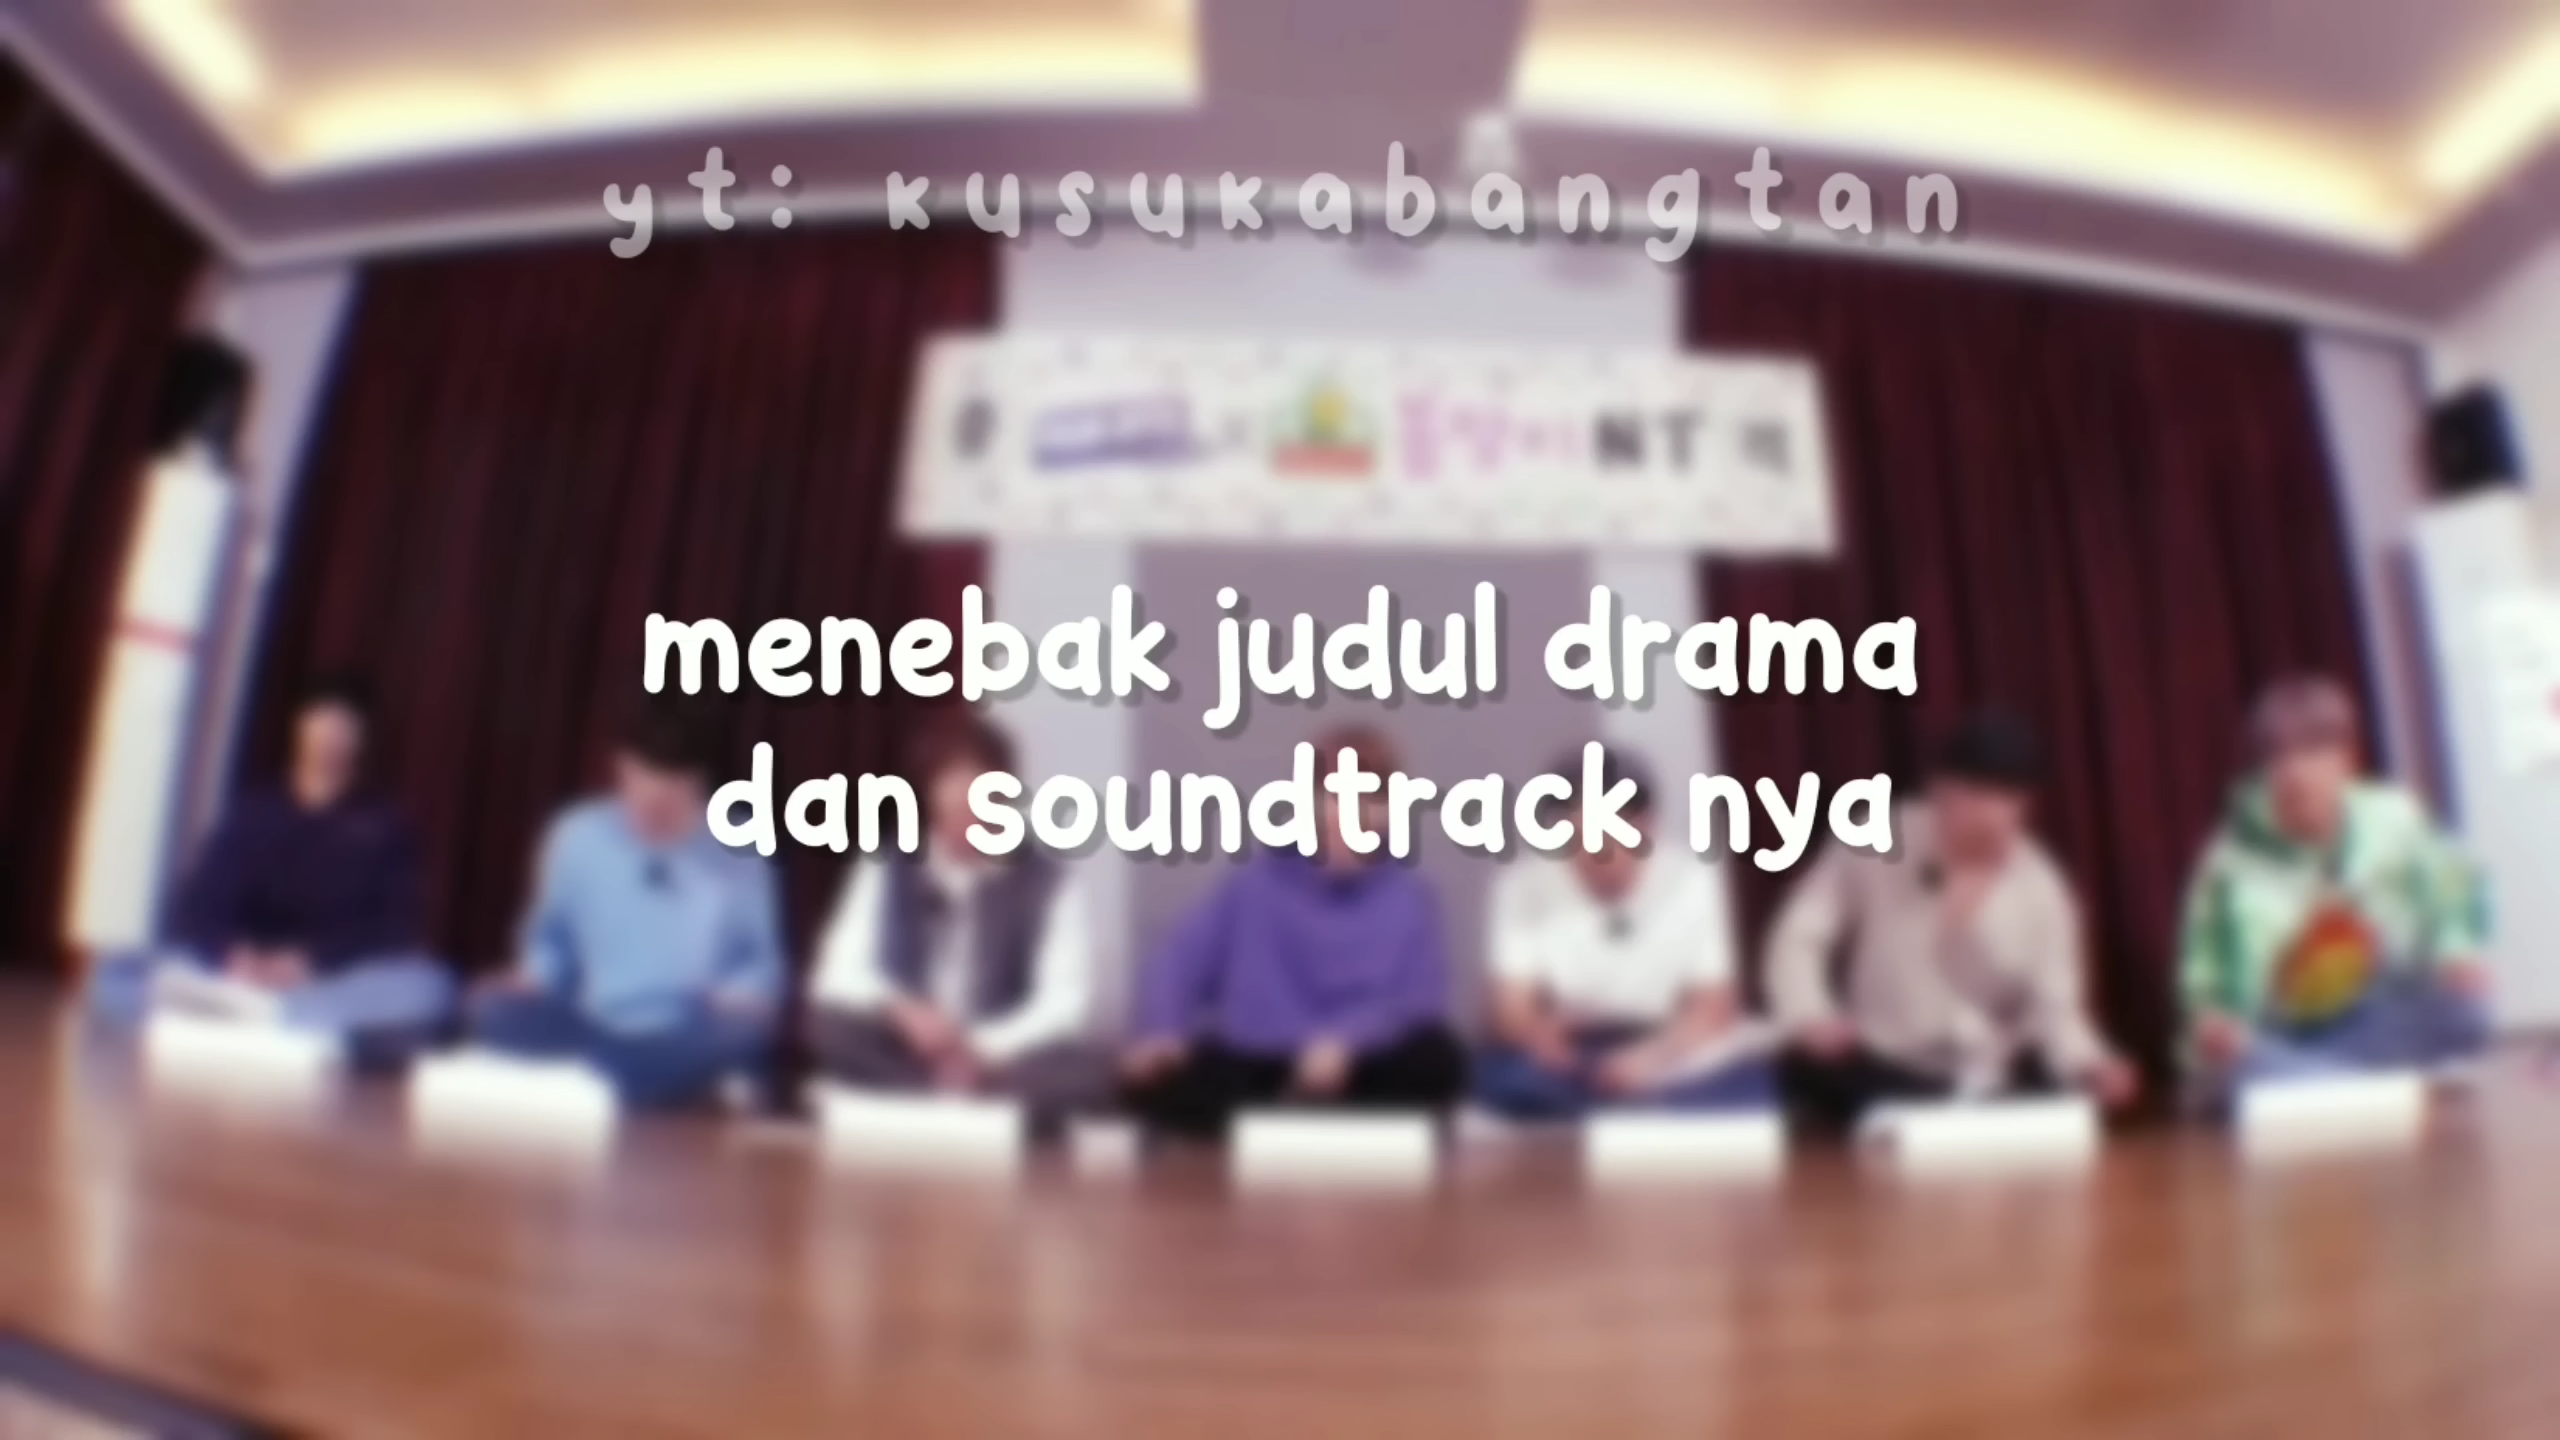 yt: kusukabangtan
menebak judul drama
dan soundtrack nya